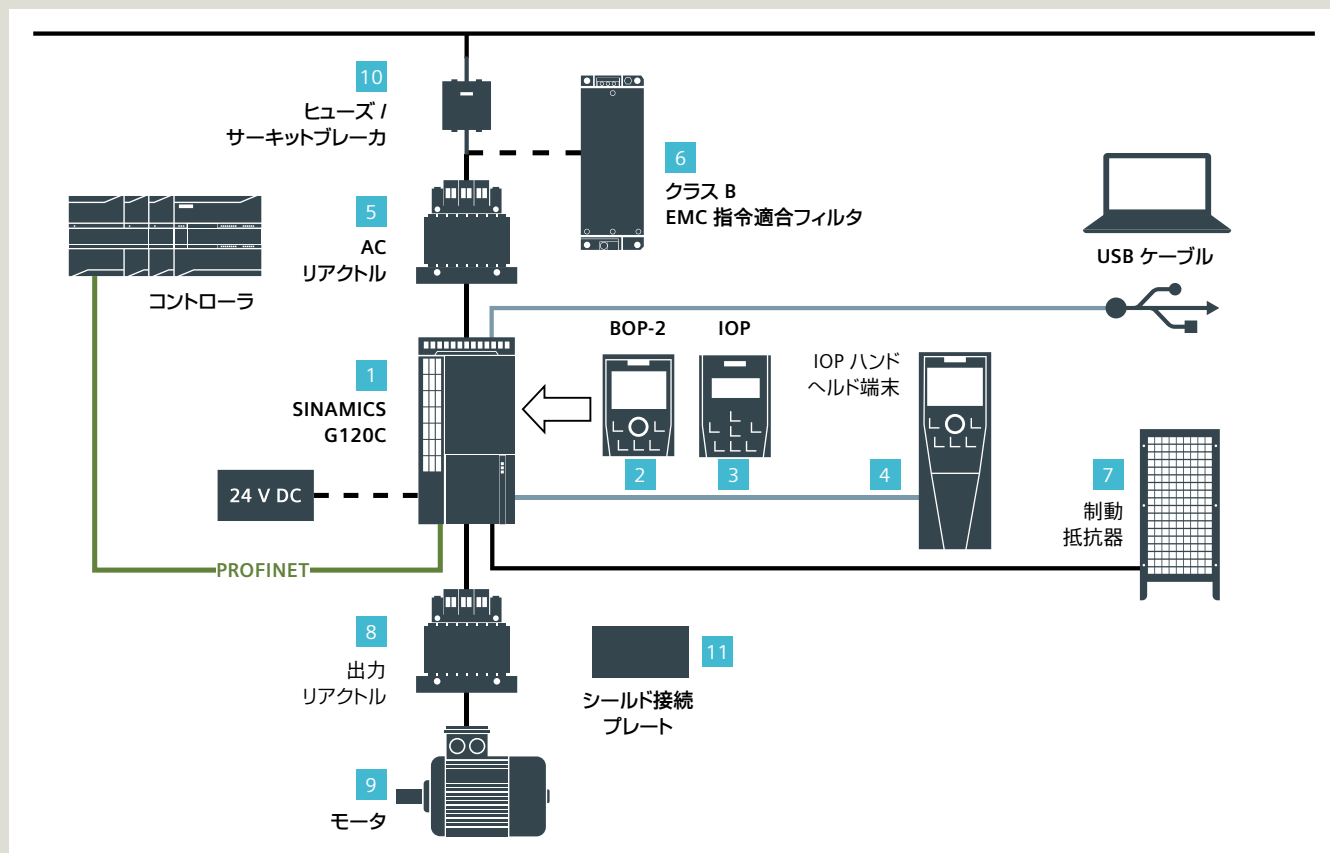 10
ヒューズ /
サーキットブレーカ
6
クラス B
EMC 指令適合フィルタ
5
AC
リアクトル
コントローラ
USB ケーブル
BOP-2
IOP
IOP ハンド
ヘルド端末
1
SINAMICS
G120C
2
3
4
7
制動
抵抗器
24 V DC
PROFINET
8
出力
リアクトル
11
シールド接続
プレート
9
モータ